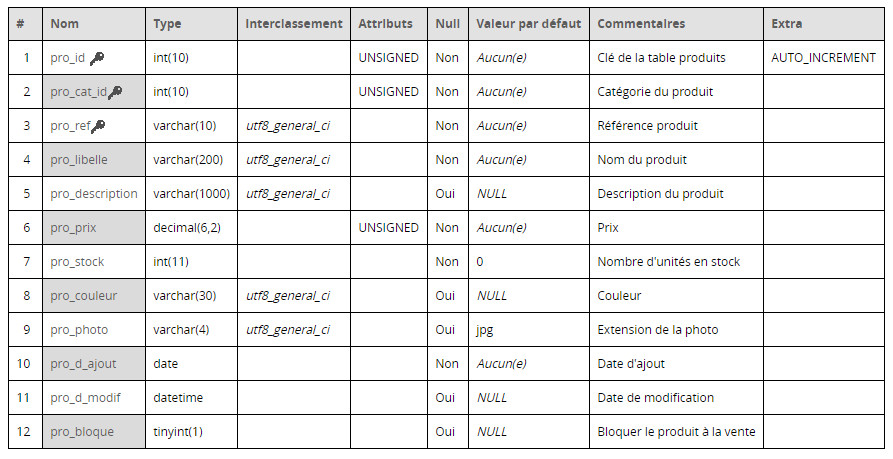 # Nom Type Interclassement Attributs Null Valeur par défaut Commentaires Extra
1 pro_id int(10) UNSIGNED Non Aucun(e) Clé de la table produits AUTO_INCREMENT
2 pro_cat_id int(10) UNSIGNED Non Aucun(e) Catégorie du produit
3 pro_ref varchar(10) utf8_general_ci Non Aucun(e) Référence produit
4 pro_libelle varchar(200) utf8_general_ci Non Aucun(e) Nom du produit
5 pro_description varchar(1000) utf8_general_ci Oui NULL Description du produit
6 pro_prix decimal(6,2) UNSIGNED Non Aucun(e) Prix
7 pro_stock int(11) Non 0 Nombre d'unités en stock
8 pro_couleur varchar(30) utf8_general_ci Oui NULL Couleur
9 pro_photo varchar(4) utf8_general_ci Oui jpg Extension de la photo
10 pro_d_ajout date Non Aucun(e) Date d'ajout
11 pro_d_modif datetime Oui NULL Date de modification
12 pro_bloque tinyint(1) Oui NULL Bloquer le produit à la vente